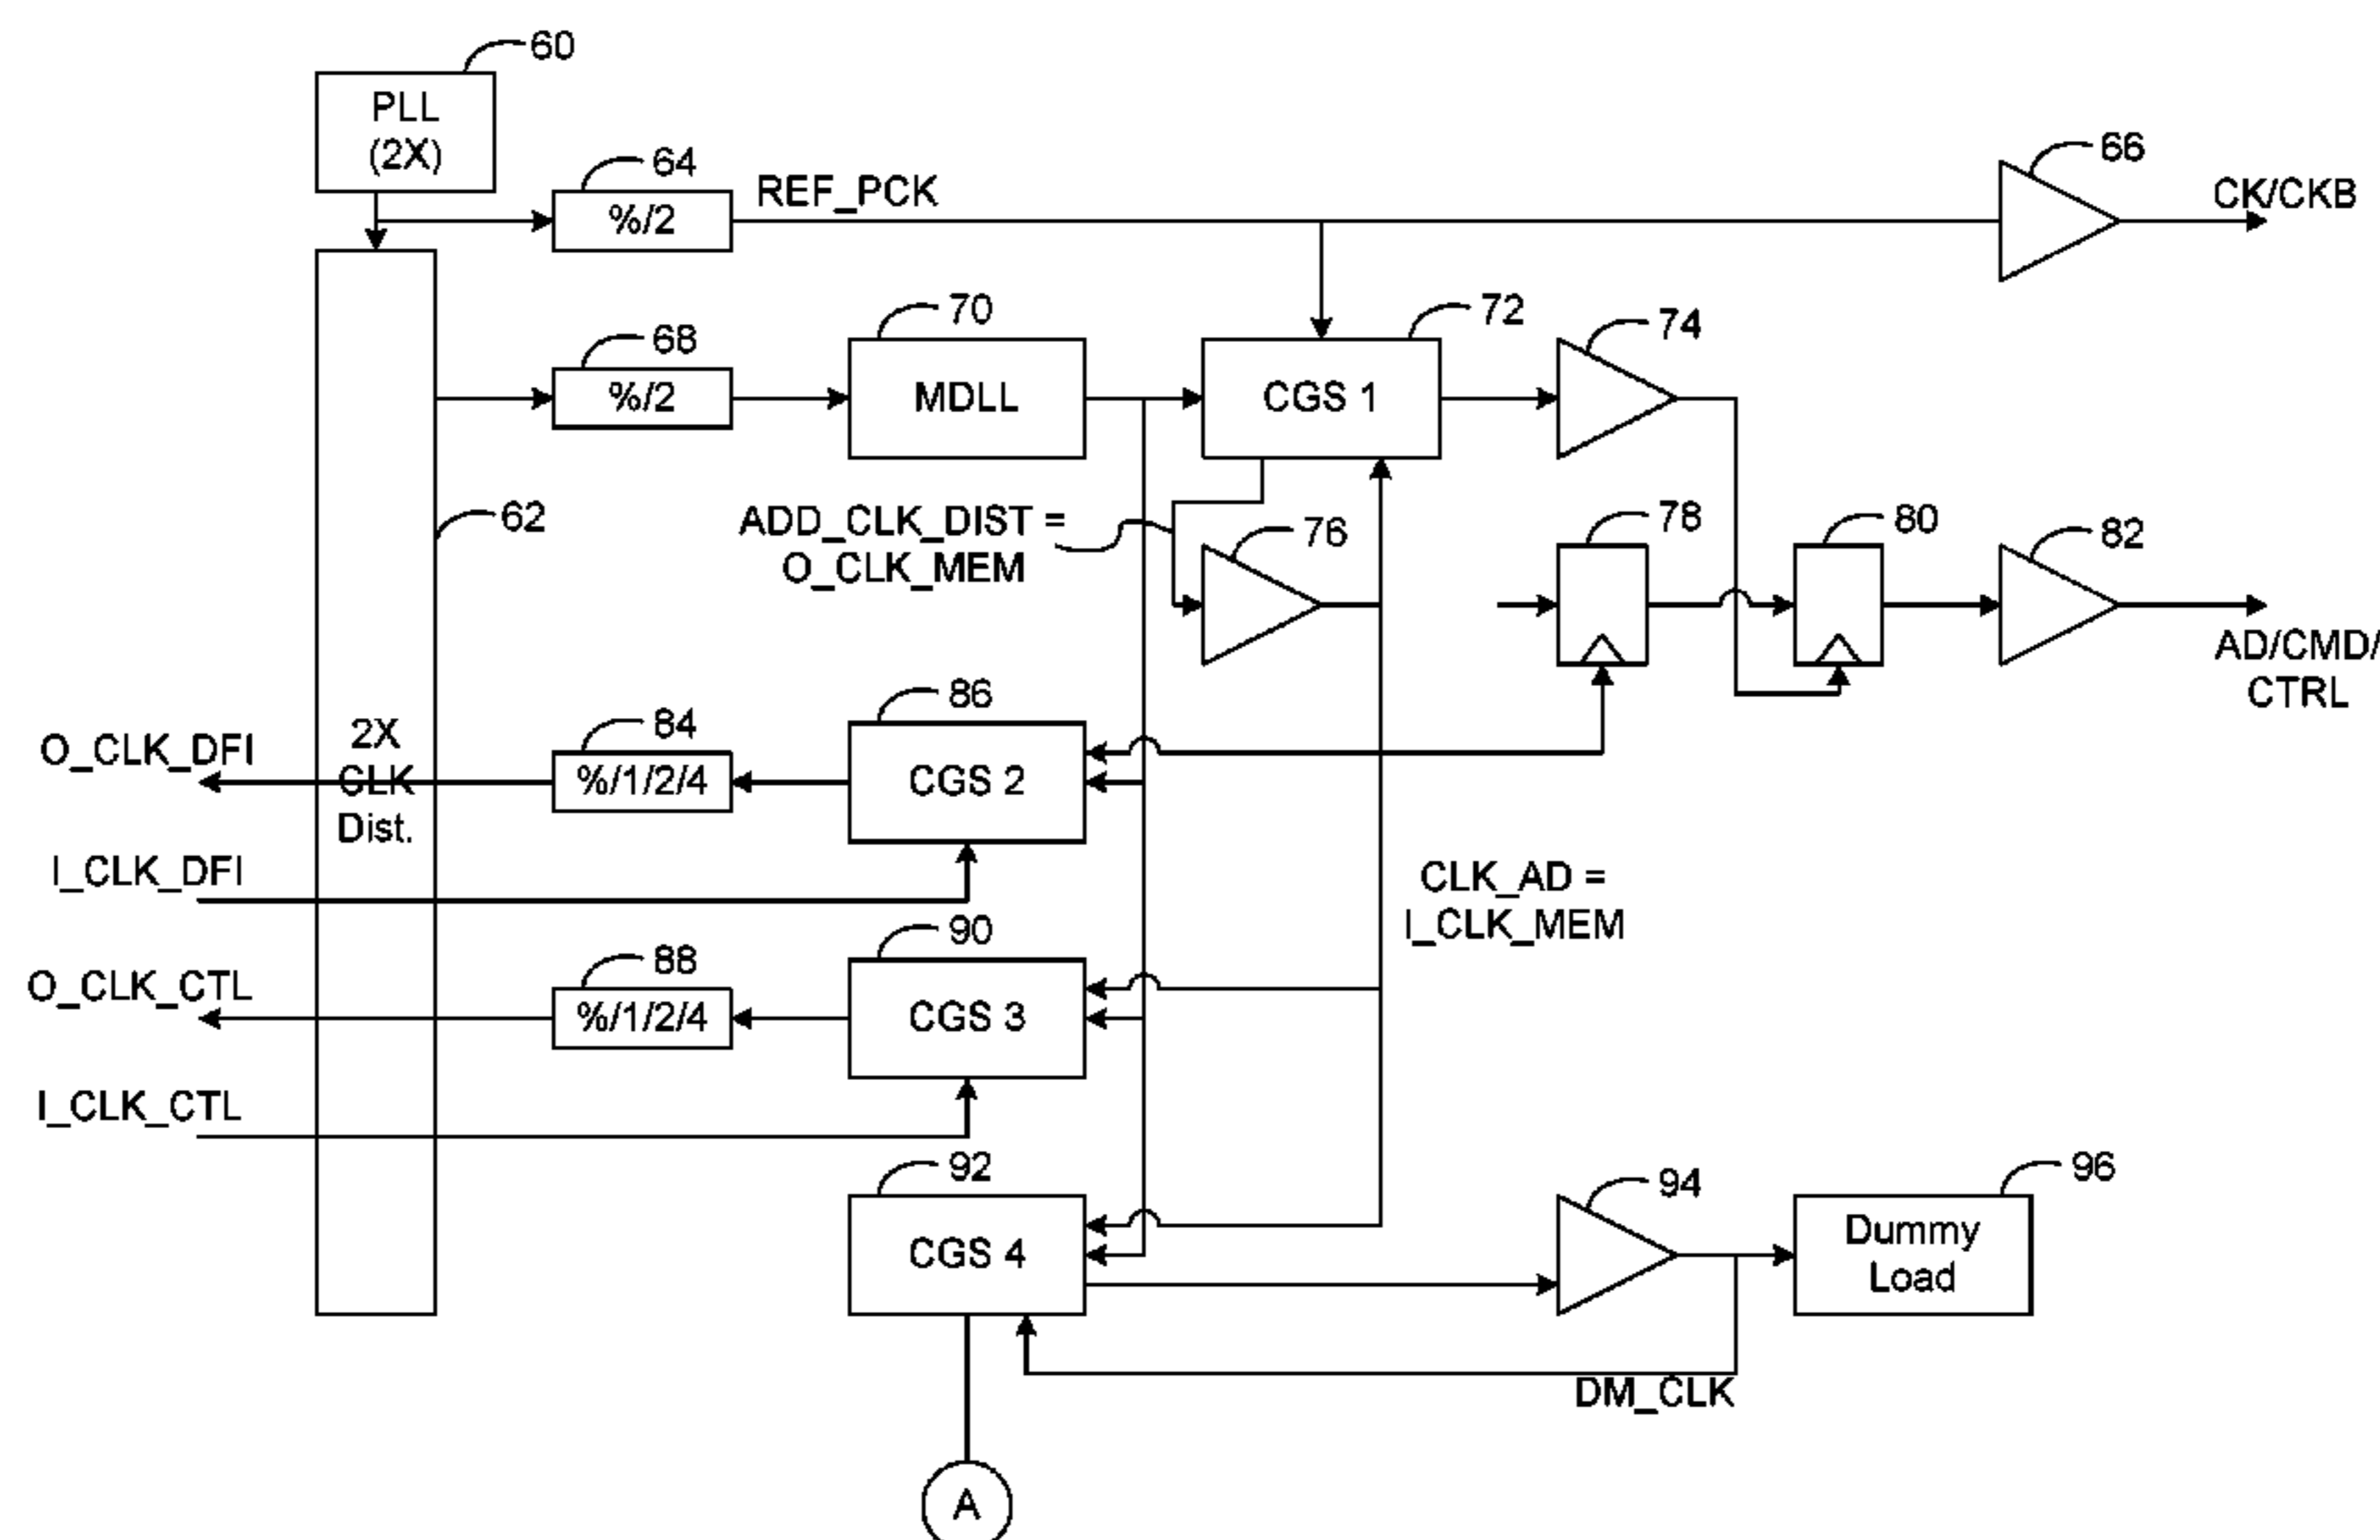 60
PLL
(2X)
64
%/2
REF_PCK
66
CK/CKB
68
%/2
70
MDLL
72
CGS 1
74
62
ADD_CLK_DIST =
O_CLK_MEM
76
78
80
82
AD/CMD/
CTRL
2X
CLK
Dist.
O_CLK_DFI
84
%/1/2/4
86
CGS 2
I_CLK_DFI
CLK_AD =
I_CLK_MEM
O_CLK_CTL
88
%/1/2/4
90
CGS 3
I_CLK_CTL
92
CGS 4
94
96
Dummy
Load
DM_CLK
A